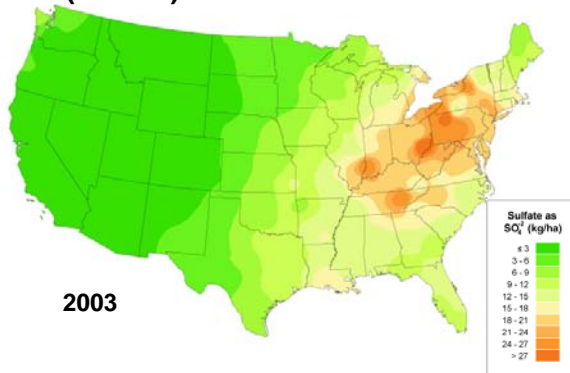 2003
Sulfate as
SO₄⁻² (kg/ha)
≤ 3
3 - 6
6 - 9
9 - 12
12 - 15
15 - 18
18 - 21
21 - 24
24 - 27
> 27